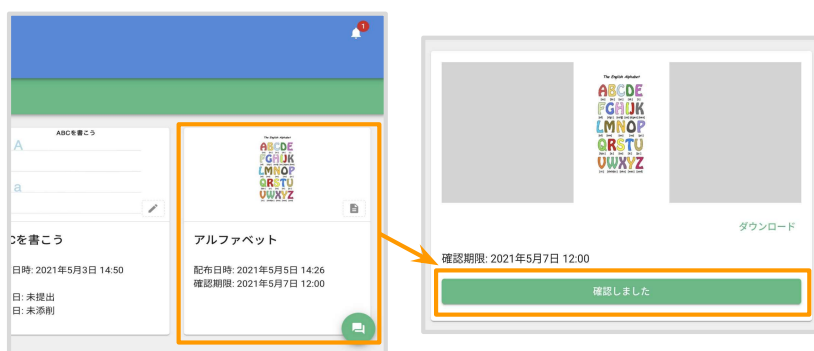 1
ABCを書こう
A
a
を書こう
日時: 2021年5月3日 14:50
日: 未提出
日: 未添削
The English Alphabet
ABCDE
FGHIJK
LMNOP
QRSTU
VWXYZ
アルファベット
配布日時: 2021年5月5日 14:26
確認期限: 2021年5月7日 12:00
The English Alphabet
ABCDE
FGHIJK
LMNOP
QRSTU
VWXYZ
ダウンロード
確認期限: 2021年5月7日 12:00
確認しました